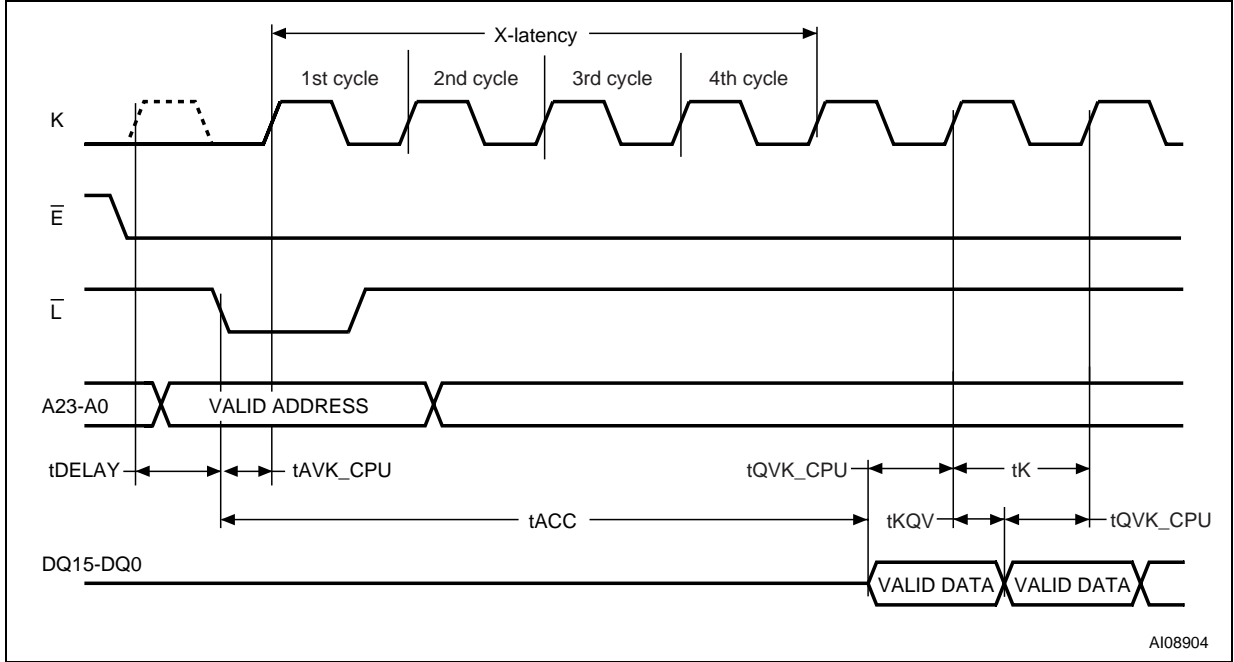 X-latency
1st cycle 2nd cycle 3rd cycle 4th cycle
K
E
L
A23-A0 VALID ADDRESS
tDELAY tAVK_CPU tQVK_CPU tK
tACC tKQV tQVK_CPU
DQ15-DQ0
VALID DATA VALID DATA
AI08904